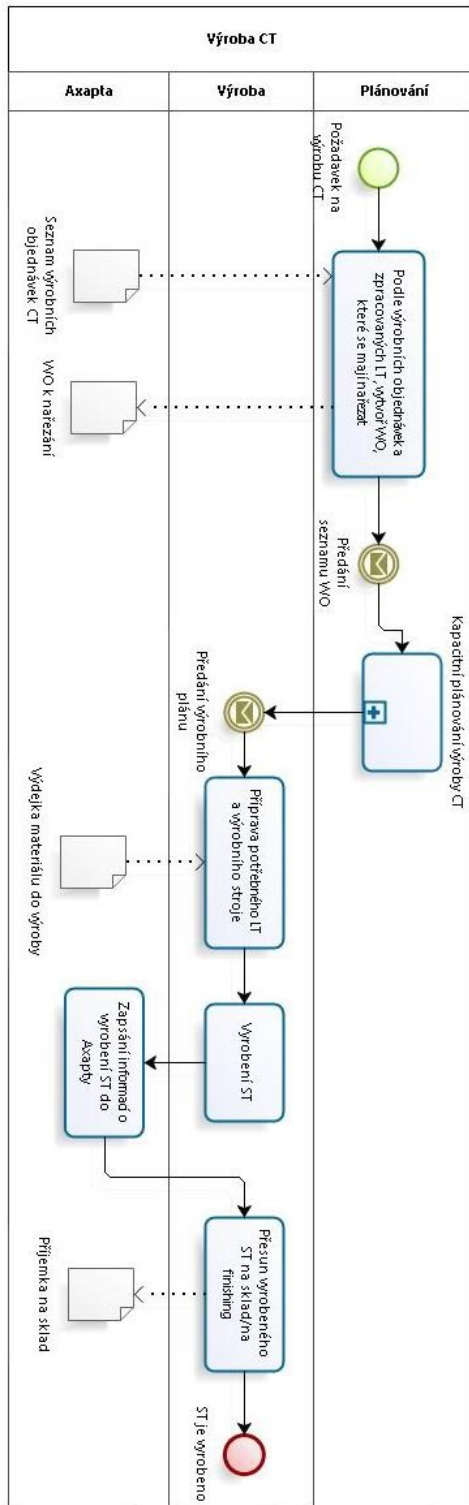 Výroba CT
Plánování
Výroba
Axapta
Požadavek na
výrobu CT
Podle výrobních objednávek a
zpracovaných LT, vytvoř WO,
které se mají nařezat
Seznam výrobních
objednávek CT
WO k nařezání
Předání
seznamu WO
Kapacitní plánování výroby CT
Předání výrobního
plánu
Příprava potřebného LT
a výrobního stroje
Výdejka materiálu do výroby
Vyrobení ST
Zapsání informací o
vyrobení ST do
Axapty
Přesun vyrobeného
ST na sklad/na
finishing
Příjemka na sklad
ST je vyrobeno